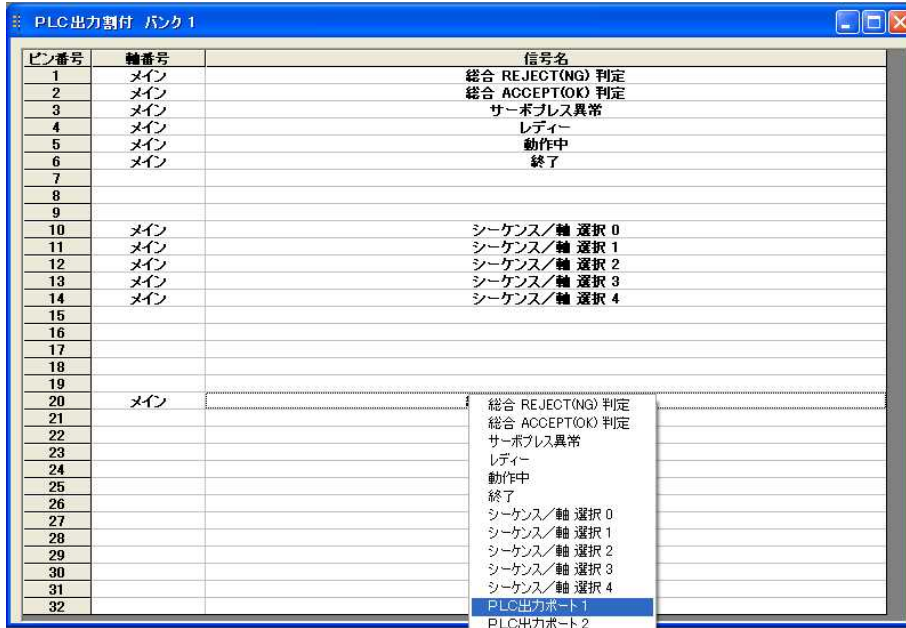 PLC出力割付 バンク1
ピン番号 軸番号 信号名
1 メイン 総合 REJECT(NG) 判定
2 メイン 総合 ACCEPT(OK) 判定
3 メイン サーボプレス異常
4 メイン レディー
5 メイン 動作中
6 メイン 終了
7
8
9
10 メイン シーケンス／軸 選択 0
11 メイン シーケンス／軸 選択 1
12 メイン シーケンス／軸 選択 2
13 メイン シーケンス／軸 選択 3
14 メイン シーケンス／軸 選択 4
15
16
17
18
19
20 メイン
総合 REJECT(NG) 判定
21
総合 ACCEPT(OK) 判定
22
サーボプレス異常
23
レディー
24
動作中
25
終了
26
シーケンス／軸 選択 0
27
シーケンス／軸 選択 1
28
シーケンス／軸 選択 2
29
シーケンス／軸 選択 3
30
シーケンス／軸 選択 4
31
PLC出力ポート1
32
PLC出力ポート2